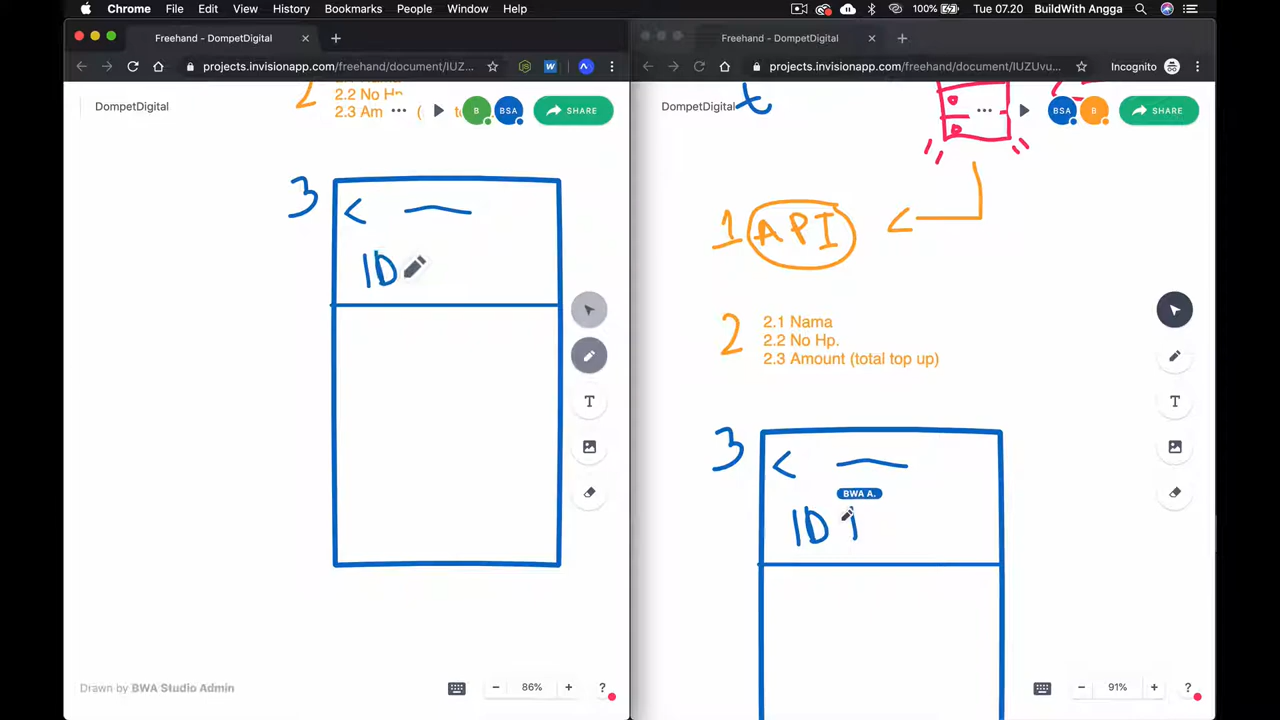 Chrome File Edit View History Bookmarks People Window Help 100% Tue 07.20 BuildWith Angga
Freehand - DompetDigital
projects.invisionapp.com/freehand/document/IUZ...
DompetDigital
2
2.2 No Hp
2.3 Am
B BSA SHARE
3
<
ID
T
Drawn by BWA Studio Admin
86%
?
Freehand - DompetDigital
projects.invisionapp.com/freehand/document/IUZUvu...
Incognito
DompetDigital
t
BSA B SHARE
1 API
2
2.1 Nama
2.2 No Hp.
2.3 Amount (total top up)
3
<
BWA A.
ID 1
T
91%
?